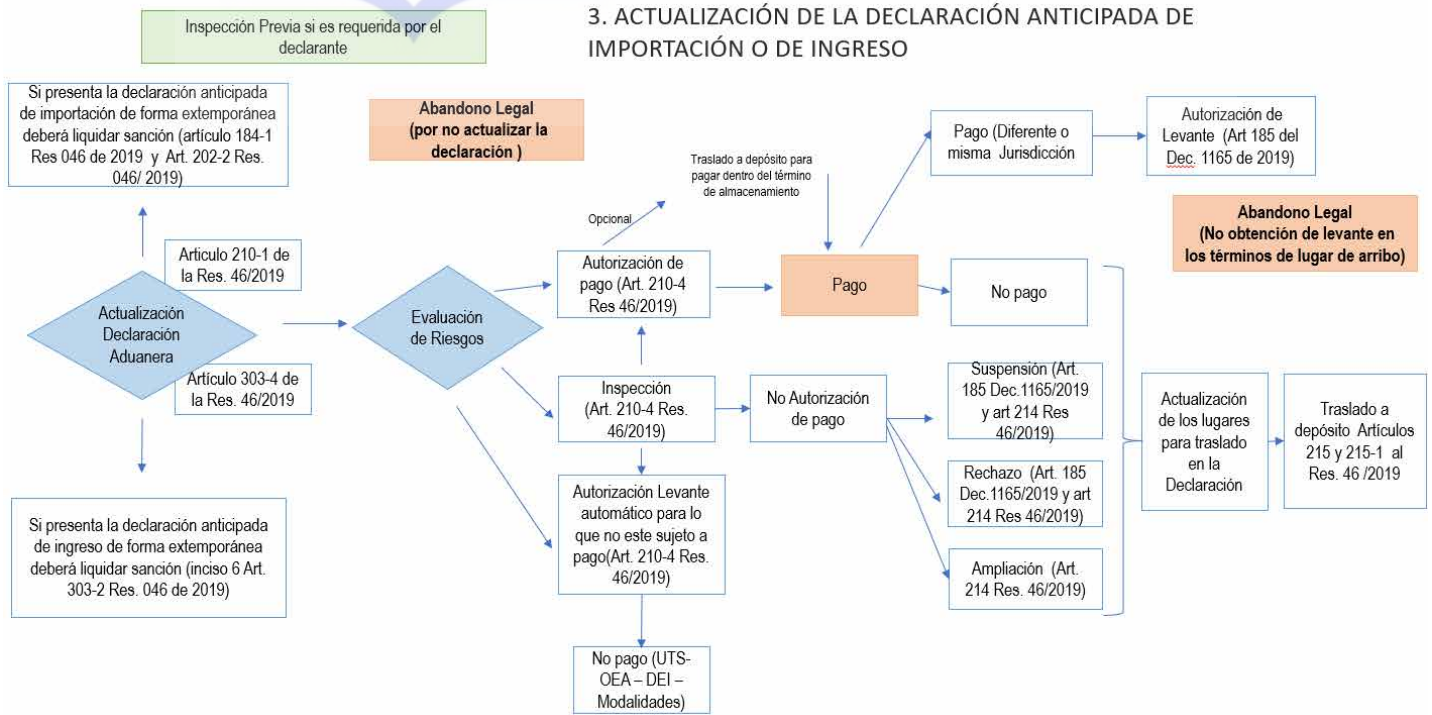 3. ACTUALIZACIÓN DE LA DECLARACIÓN ANTICIPADA DE
IMPORTACIÓN O DE INGRESO
Inspección Previa si es requerida por el
declarante
Si presenta la declaración anticipada
de importación de forma extemporánea
deberá liquidar sanción (artículo 184-1
Res 046 de 2019 y Art. 202-2 Res.
046/ 2019)
Articulo 210-1 de
la Res. 46/2019
Actualización
Declaración
Aduanera
Artículo 303-4 de
la Res. 46/2019
Si presenta la declaración anticipada
de ingreso de forma extemporánea
deberá liquidar sanción (inciso 6 Art.
303-2 Res. 046 de 2019)
Abandono Legal
(por no actualizar la
declaración )
Evaluación
de Riesgos
Opcional
Traslado a depósito para
pagar dentro del término
de almacenamiento
Autorización de
pago (Art. 210-4
Res 46/2019)
Inspección
(Art. 210-4 Res.
46/2019)
Autorización Levante
automático para lo
que no este sujeto a
pago(Art. 210-4 Res.
46/2019)
No pago (UTS-
OEA – DEI –
Modalidades)
Pago
No Autorización
de pago
Pago (Diferente o
misma Jurisdicción
Autorización de
Levante (Art 185 del
Dec. 1165 de 2019)
Abandono Legal
(No obtención de levante en
los términos de lugar de arribo)
No pago
Suspensión (Art.
185 Dec.1165/2019
y art 214 Res
46/2019)
Rechazo (Art. 185
Dec.1165/2019 y art
214 Res 46/2019)
Ampliación (Art.
214 Res. 46/2019)
Actualización
de los lugares
para traslado
en la
Declaración
Traslado a
depósito Artículos
215 y 215-1 al
Res. 46 /2019